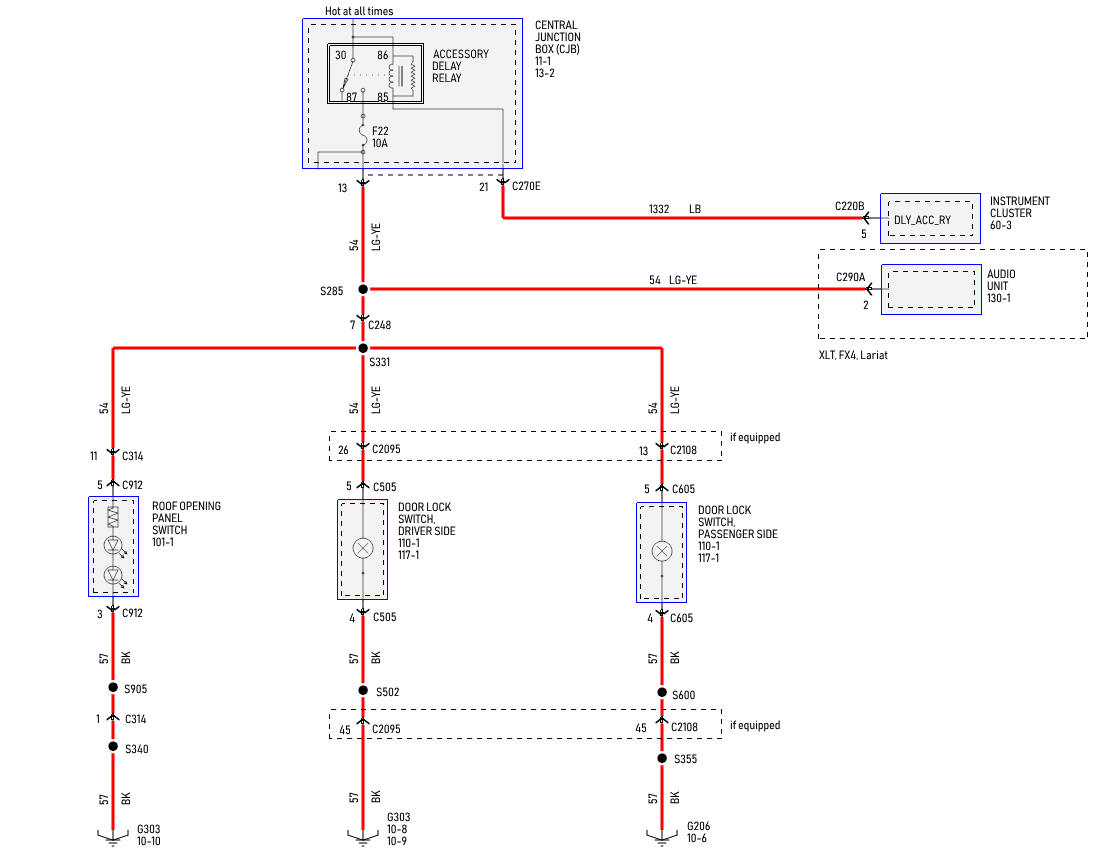 Hot at all times
CENTRAL
JUNCTION
BOX (CJB)
11-1
13-2
30
86
ACCESSORY
DELAY
RELAY
87
85
F22
10A
13
21
C270E
1332
LB
C220B
5
DLY_ACC_RY
INSTRUMENT
CLUSTER
60-3
54
LG-YE
S285
54 LG-YE
C290A
2
AUDIO
UNIT
130-1
XLT, FX4, Lariat
7
C248
S331
54
LG-YE
54
LG-YE
54
LG-YE
11
C314
26
C2095
13
C2108
if equipped
5
C912
5
C505
5
C605
ROOF OPENING
PANEL
SWITCH
101-1
DOOR LOCK
SWITCH,
DRIVER SIDE
110-1
117-1
DOOR LOCK
SWITCH,
PASSENGER SIDE
110-1
117-1
3
C912
4
C505
4
C605
57
BK
57
BK
57
BK
S905
S502
S600
1
C314
45
C2095
45
C2108
if equipped
S340
S355
57
BK
57
BK
57
BK
G303
10-10
G303
10-8
10-9
G206
10-6